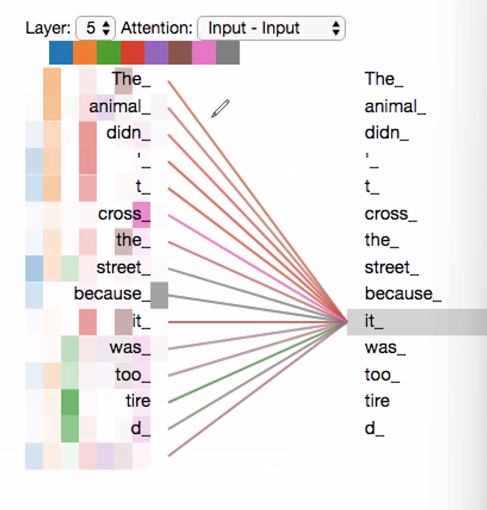 Layer: 5 Attention: Input - Input
The_ The_
animal_ animal_
didn_ didn_
'_ '_
t_ t_
cross_ cross_
the_ the_
street_ street_
because_ because_
it_ it_
was_ was_
too_ too_
tire tire
d_ d_